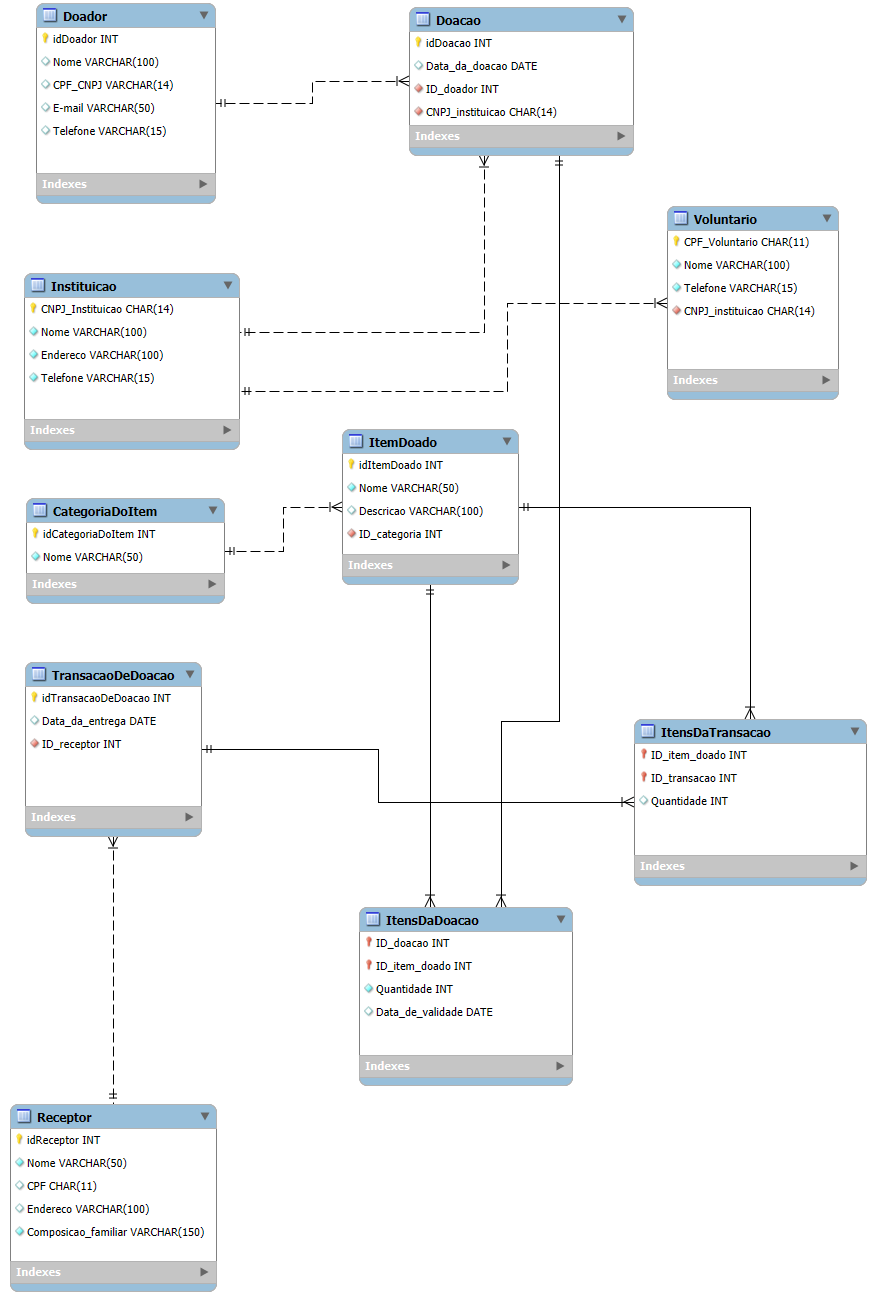 Doador
idDoador INT
Nome VARCHAR(100)
CPF_CNPJ VARCHAR(14)
E-mail VARCHAR(50)
Telefone VARCHAR(15)
Indexes
Doacao
idDoacao INT
Data_da_doacao DATE
ID_doador INT
CNPJ_instituicao CHAR(14)
Indexes
Voluntario
CPF_Voluntario CHAR(11)
Nome VARCHAR(100)
Telefone VARCHAR(15)
CNPJ_instituicao CHAR(14)
Indexes
Instituicao
CNPJ_Instituicao CHAR(14)
Nome VARCHAR(100)
Endereco VARCHAR(100)
Telefone VARCHAR(15)
Indexes
ItemDoado
idItemDoado INT
Nome VARCHAR(50)
Descricao VARCHAR(100)
ID_categoria INT
Indexes
CategoriaDoItem
idCategoriaDoItem INT
Nome VARCHAR(50)
Indexes
TransacaoDeDoacao
idTransacaoDeDoacao INT
Data_da_entrega DATE
ID_receptor INT
Indexes
ItensDaTransacao
ID_item_doado INT
ID_transacao INT
Quantidade INT
Indexes
ItensDaDoacao
ID_doacao INT
ID_item_doado INT
Quantidade INT
Data_de_validade DATE
Indexes
Receptor
idReceptor INT
Nome VARCHAR(50)
CPF CHAR(11)
Endereco VARCHAR(100)
Composicao_familiar VARCHAR(150)
Indexes